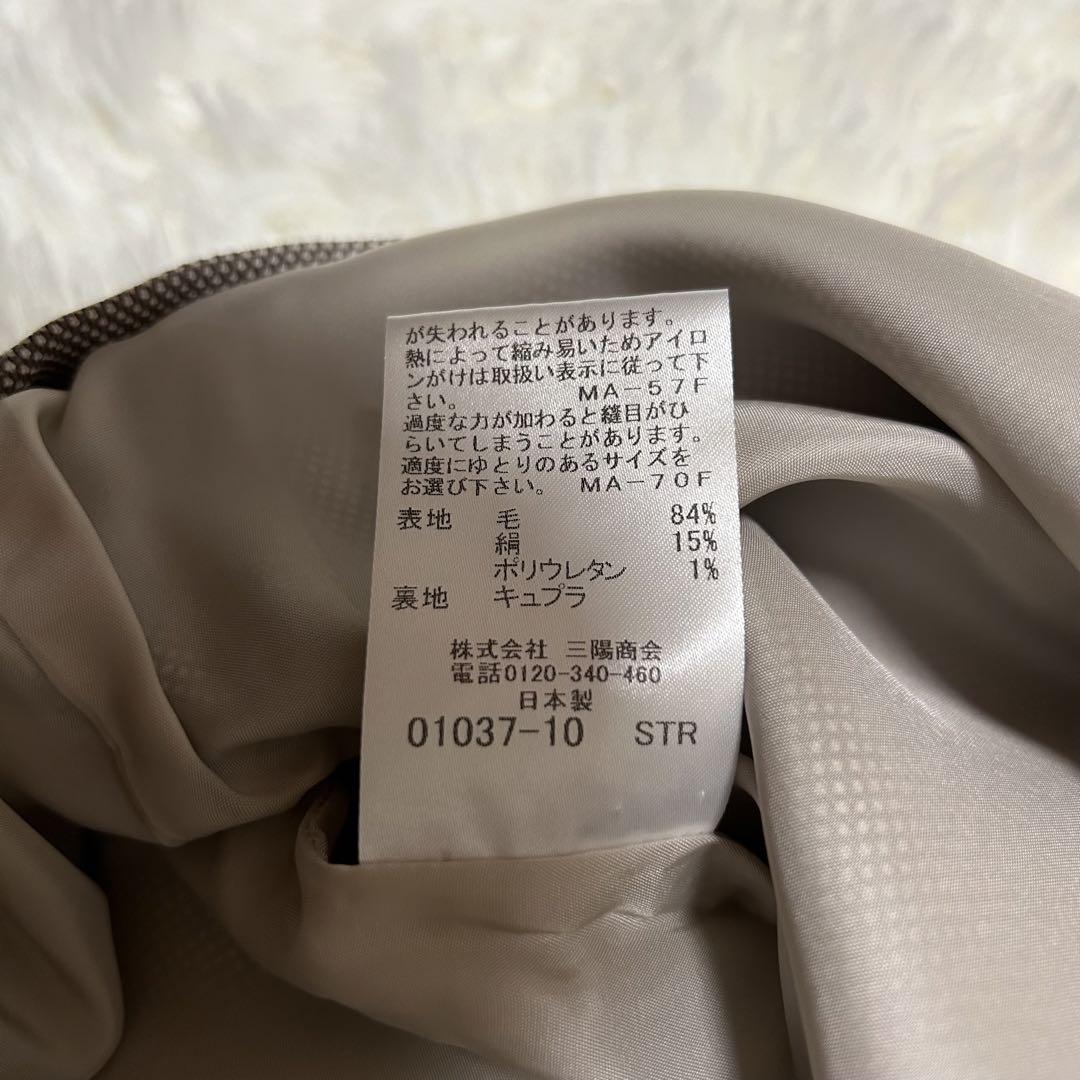 が失われることがあります。
熱によって縮み易いためアイロ
ンがけは取扱い表示に従って下
さい。 MA-57F
過度な力が加わると縫目がひ
らいてしまうことがあります。
適度にゆとりのあるサイズを
お選び下さい。 MA-70F
表地 毛 84%
絹 15%
ポリウレタン 1%
裏地 キュプラ
株式会社 三陽商会
電話0120-340-460
日本製
01037-10 STR